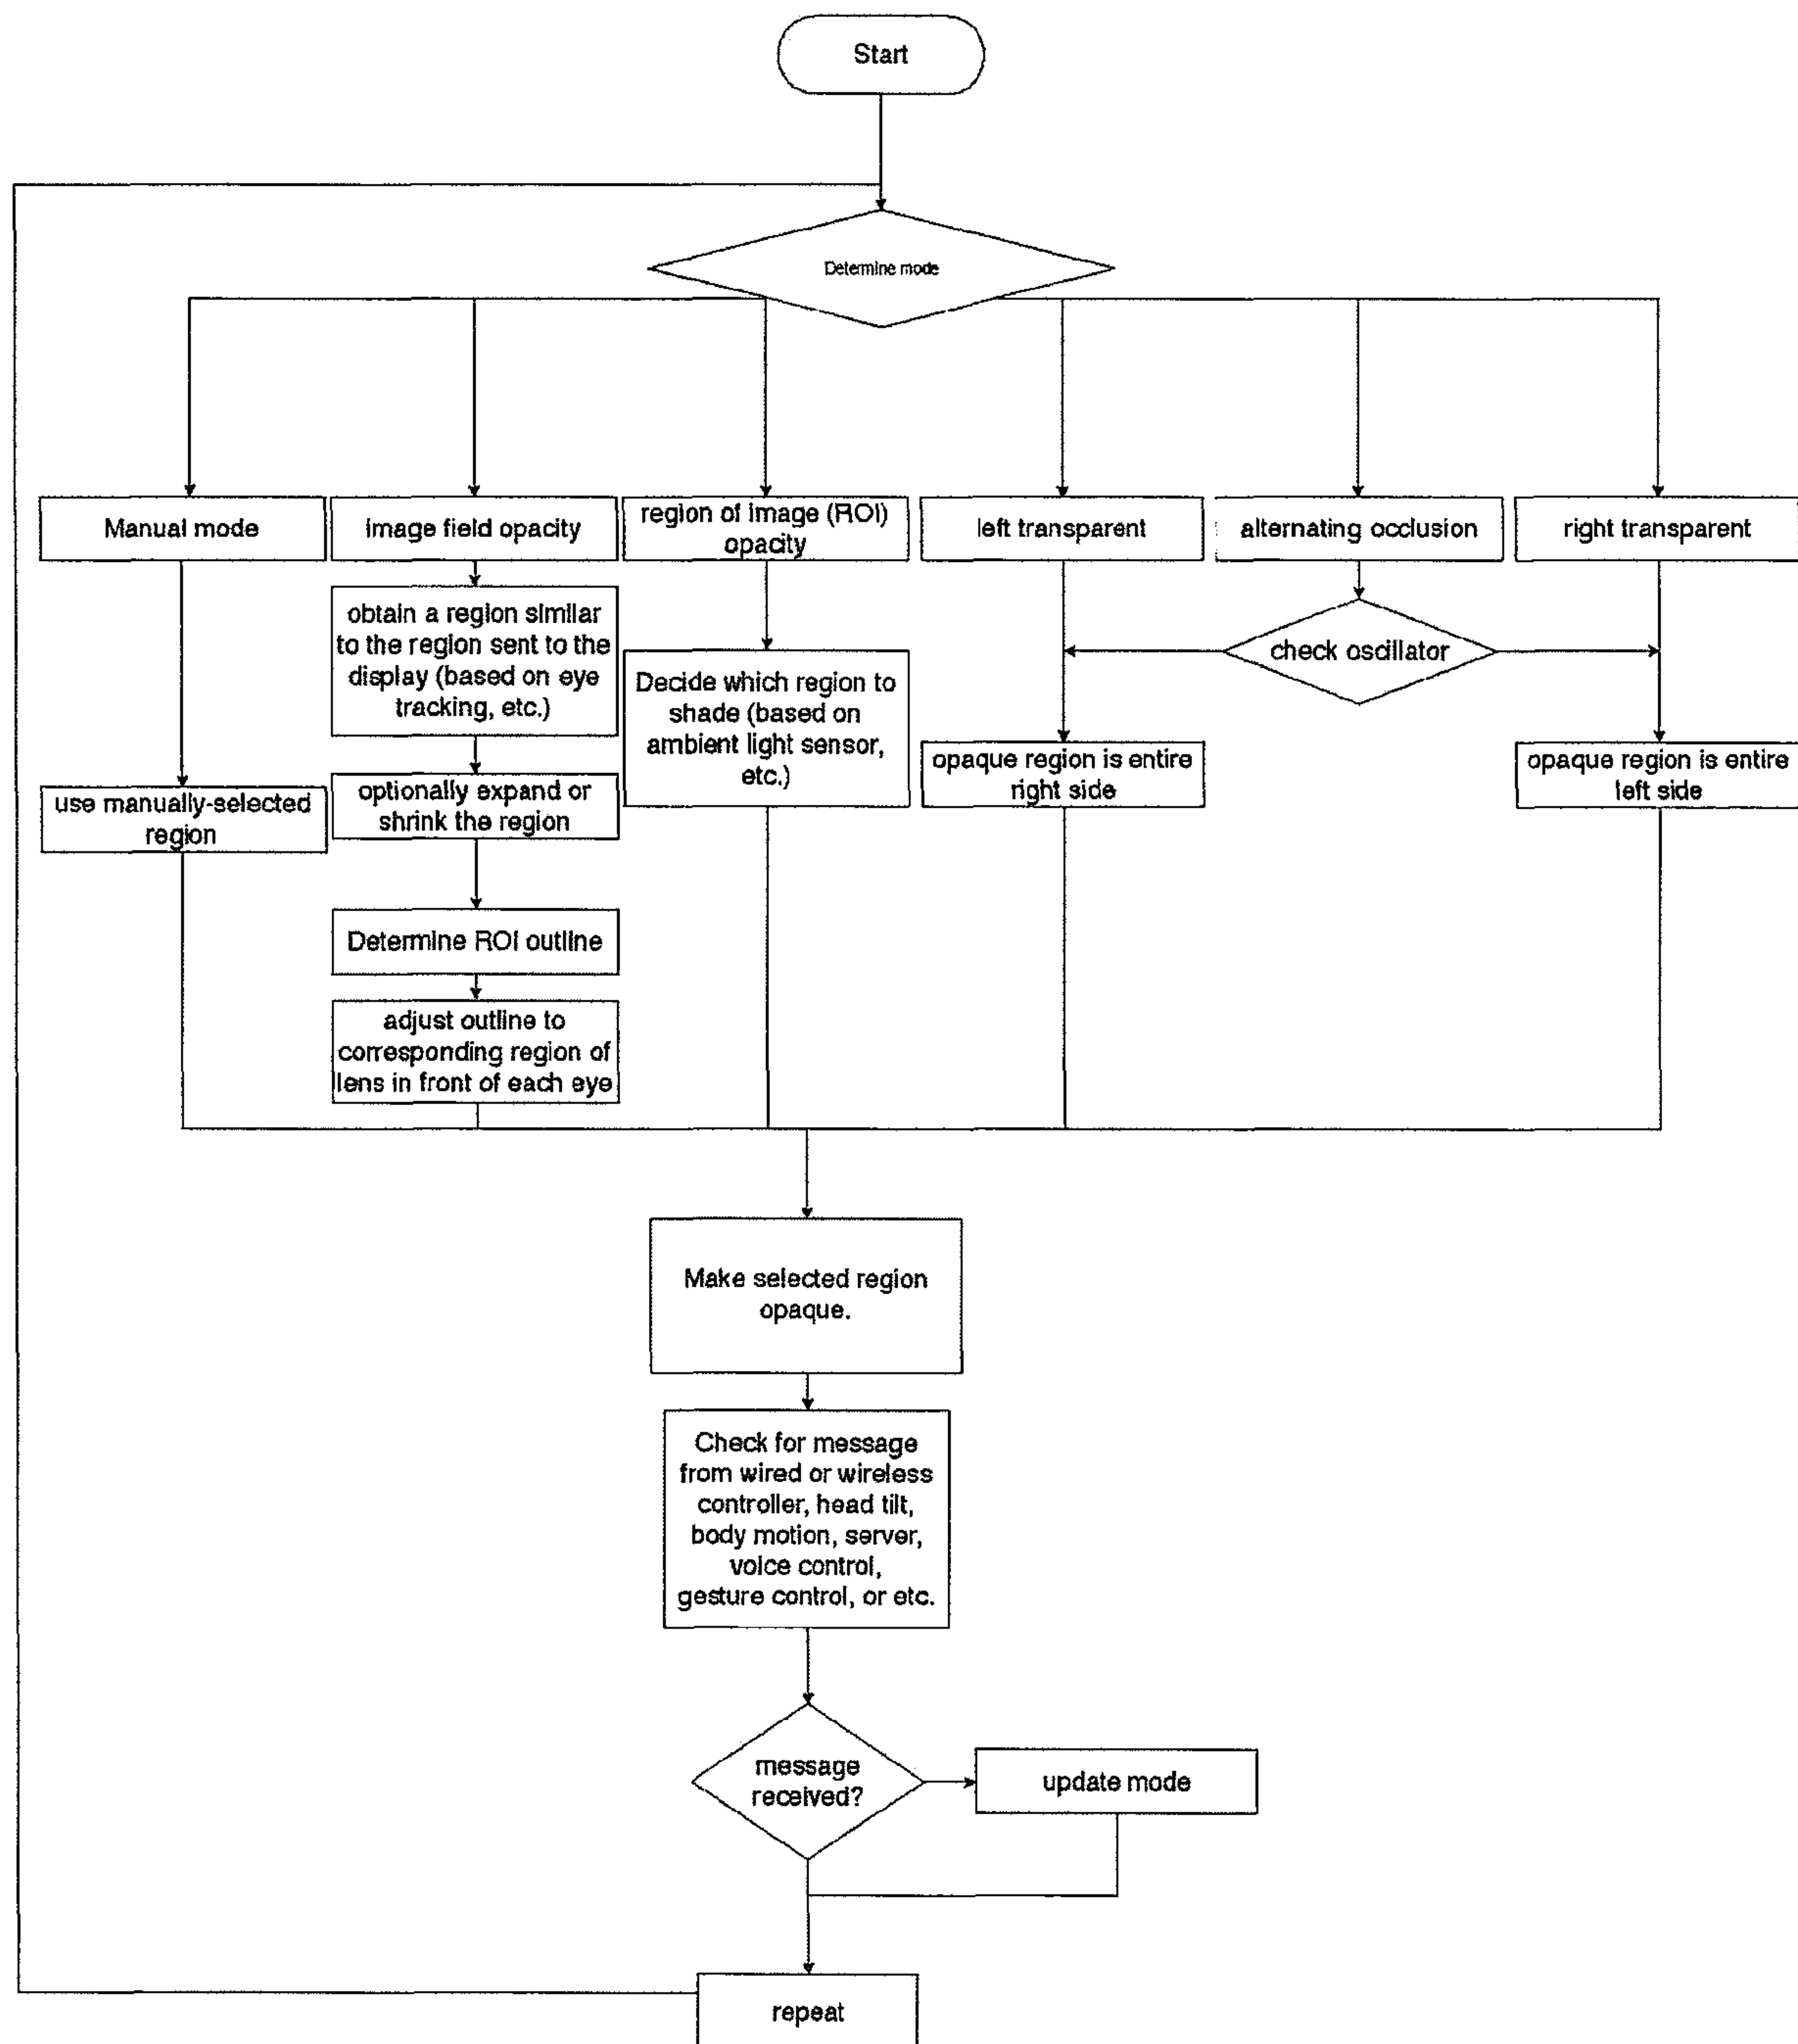 Start
Determine mode
Manual mode
image field opacity
region of image (ROI)
opacity
left transparent
alternating occlusion
right transparent
obtain a region similar
to the region sent to the
display (based on eye
tracking, etc.)
check oscillator
Decide which region to
shade (based on
ambient light sensor,
etc.)
opaque region is entire
right side
opaque region is entire
left side
use manually-selected
region
optionally expand or
shrink the region
Determine ROI outline
adjust outline to
corresponding region of
lens in front of each eye
Make selected region
opaque.
Check for message
from wired or wireless
controller, head tilt,
body motion, server,
voice control,
gesture control, or etc.
message
received?
update mode
repeat